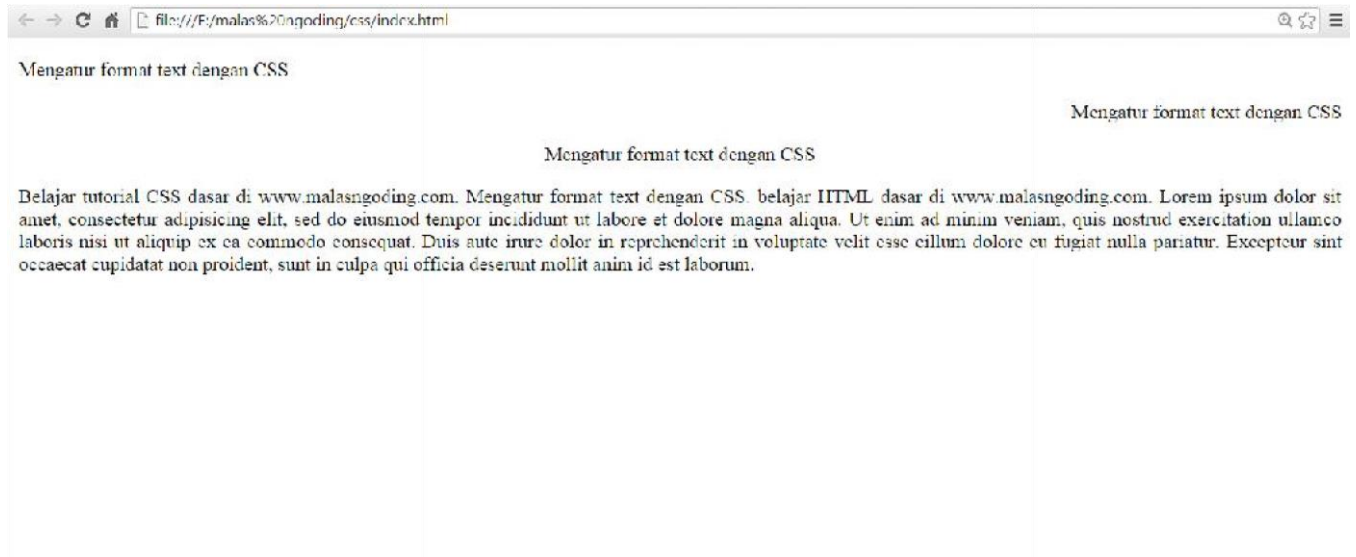 file:///F:/malas%20ngoding/css/index.html
Mengatur format text dengan CSS
Mengatur format text dengan CSS
Mengatur format text dengan CSS
Belajar tutorial CSS dasar di www.malasngoding.com. Mengatur format text dengan CSS. belajar HTML dasar di www.malasngoding.com. Lorem ipsum dolor sit
amet, consectetur adipisicing elit, sed do eiusmod tempor incididunt ut labore et dolore magna aliqua. Ut enim ad minim veniam, quis nostrud exercitation ullamco
laboris nisi ut aliquip ex ea commodo consequat. Duis aute irure dolor in reprehenderit in voluptate velit esse cillum dolore eu fugiat nulla pariatur. Excepteur sint
occaecat cupidatat non proident, sunt in culpa qui officia deserunt mollit anim id est laborum.